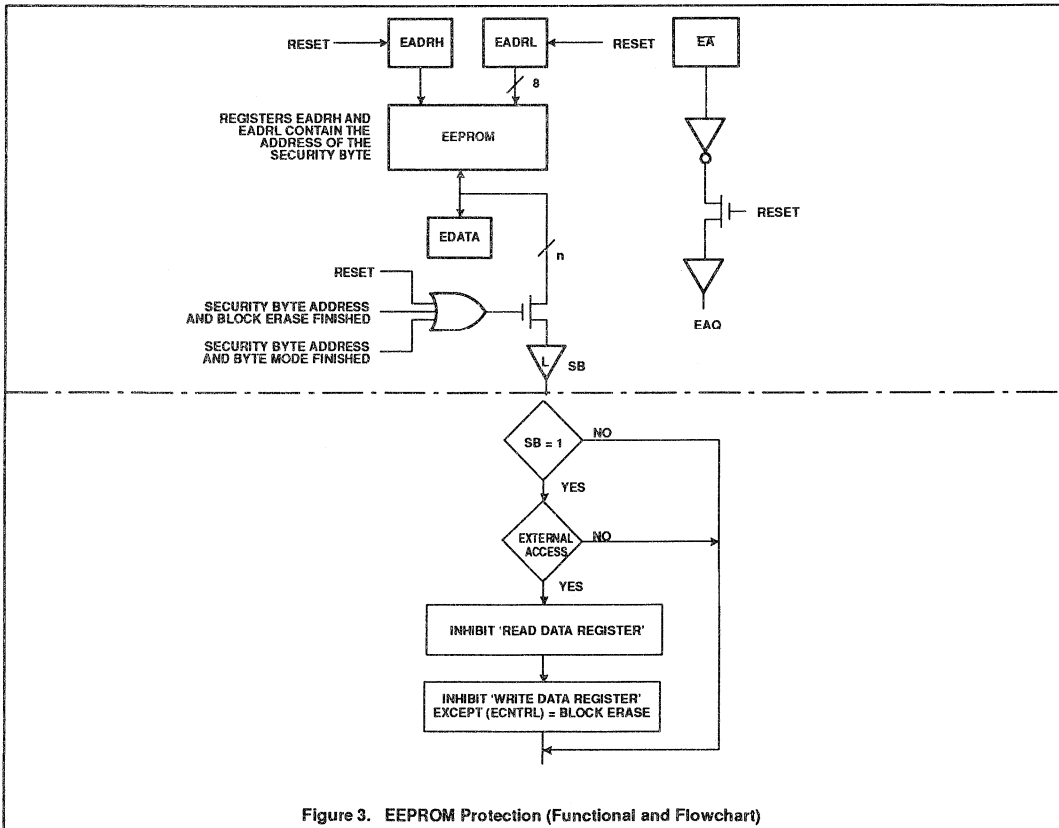 RESET
EADRH
EADRL
RESET
EA
8
REGISTERS EADRH AND
EADRL CONTAIN THE
ADDRESS OF THE
SECURITY BYTE
EEPROM
RESET
EDATA
n
RESET
SECURITY BYTE ADDRESS
AND BLOCK ERASE FINISHED
SECURITY BYTE ADDRESS
AND BYTE MODE FINISHED
EAQ
L
SB
SB = 1
NO
YES
EXTERNAL
ACCESS
NO
YES
INHIBIT 'READ DATA REGISTER'
INHIBIT 'WRITE DATA REGISTER'
EXCEPT (ECNTRL) = BLOCK ERASE
Figure 3. EEPROM Protection (Functional and Flowchart)